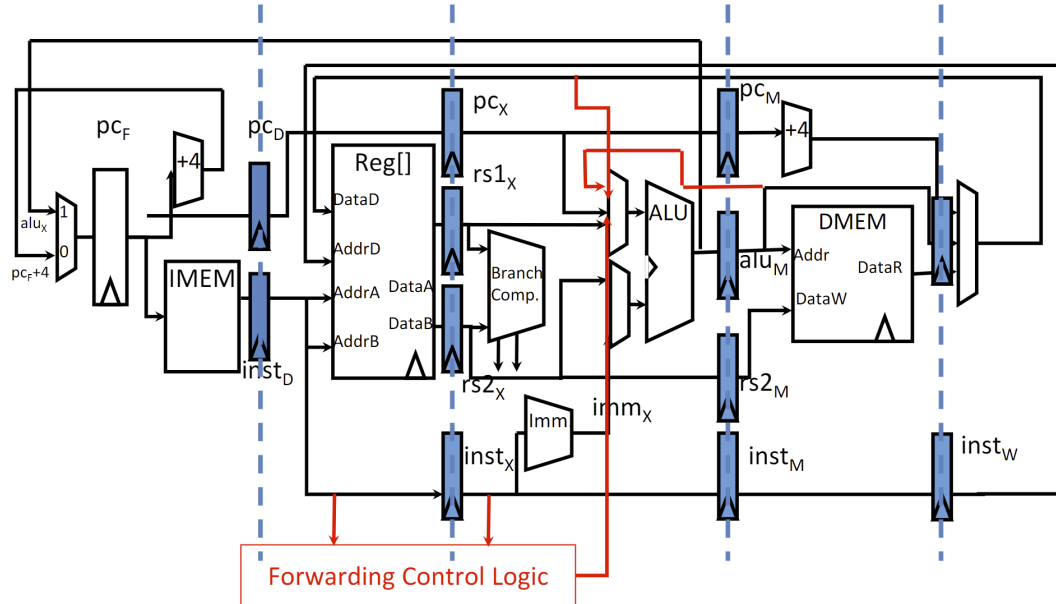 pc_F
+4
1
alu_X
0
pc_F+4
IMEM
pc_D
inst_D
Reg[]
DataD
AddrD
AddrA
DataA
DataB
AddrB
pc_X
rs1_X
Branch
Comp.
rs2_X
Imm
imm_X
inst_X
ALU
pc_M
+4
alu_M
DMEM
Addr
DataR
DataW
rs2_M
inst_M
inst_W
Forwarding Control Logic